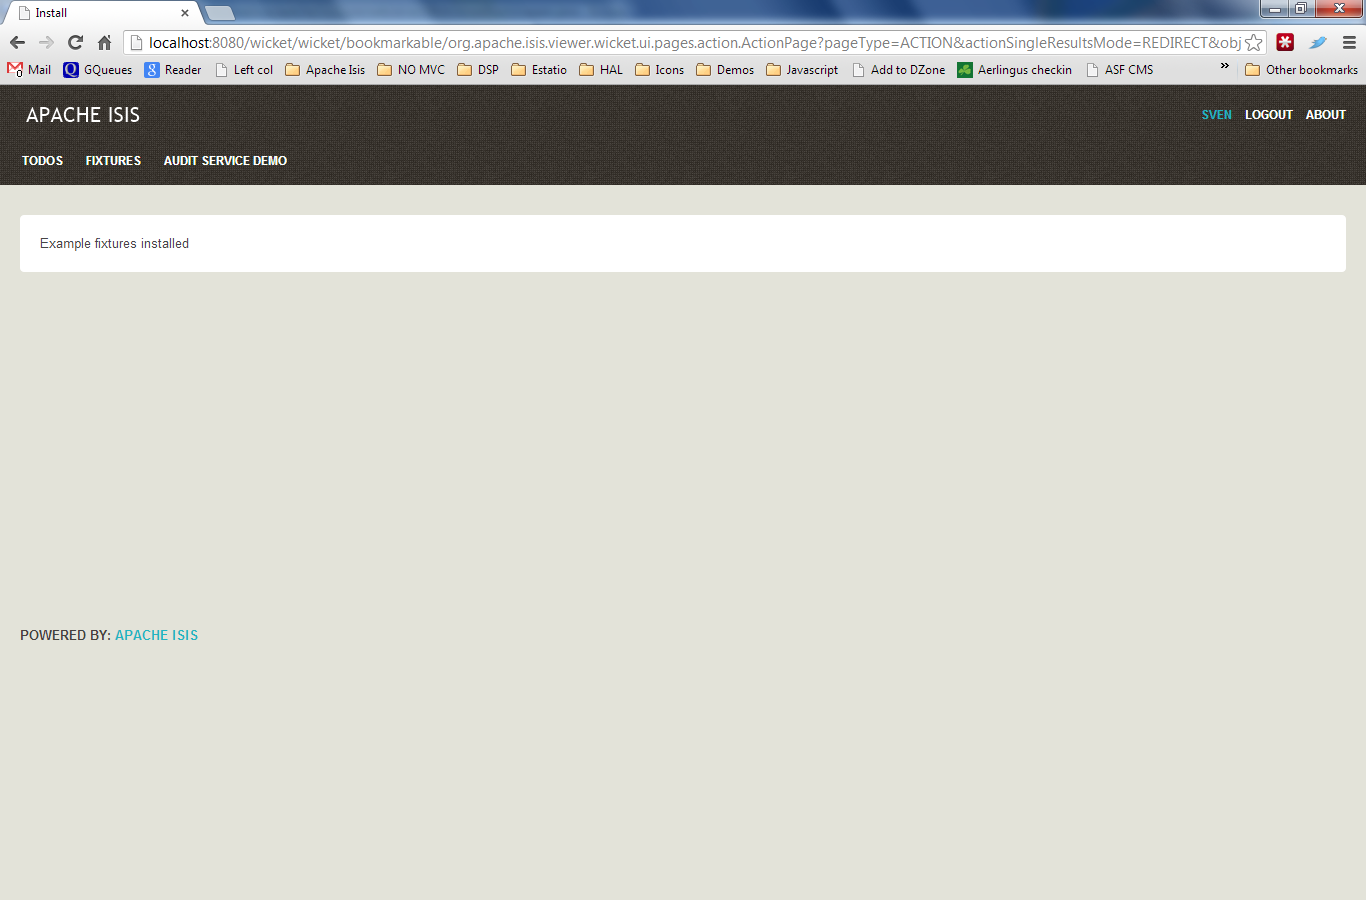 Install
localhost:8080/wicket/wicket/bookmarkable/org.apache.isis.viewer.wicket.ui.pages.action.ActionPage?pageType=ACTION&actionSingleResultsMode=REDIRECT&obj
Mail GQueues Reader Left col Apache Isis NO MVC DSP Estatio HAL Icons Demos Javascript Add to DZone Aerlingus checkin ASF CMS » Other bookmarks
APACHE ISIS SVEN LOGOUT ABOUT
TODOS FIXTURES AUDIT SERVICE DEMO
Example fixtures installed
POWERED BY: APACHE ISIS